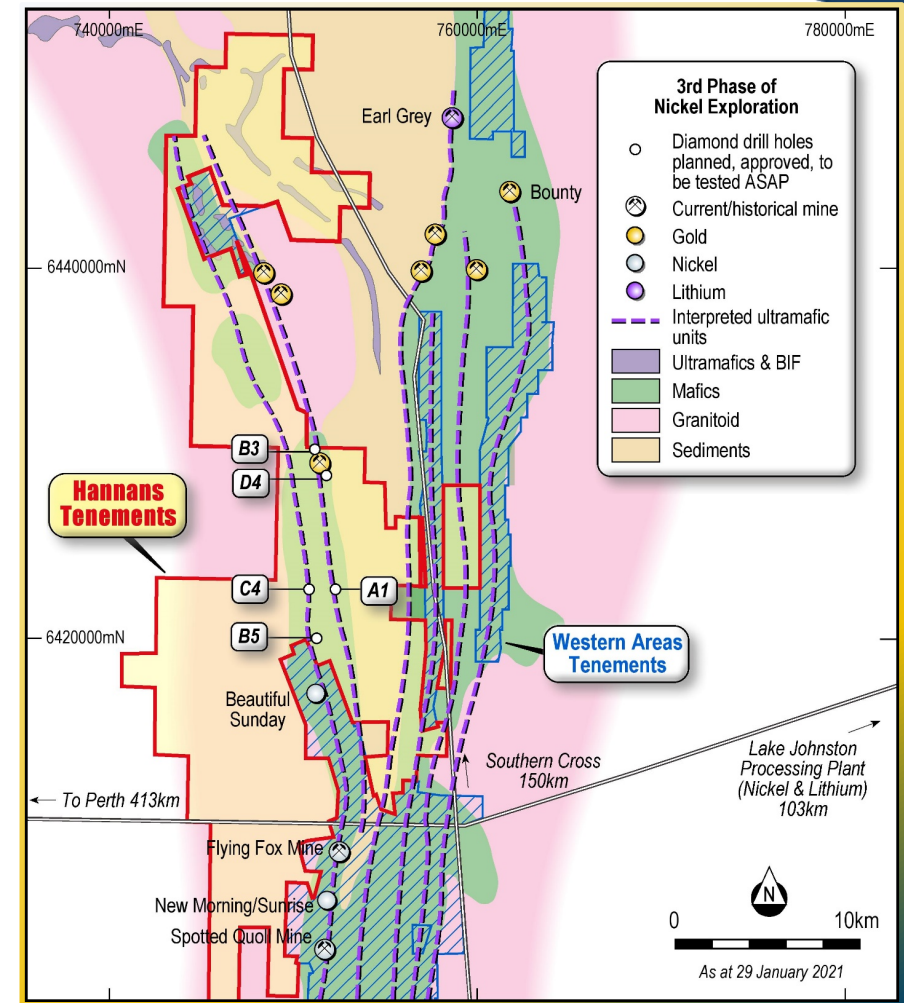 740000mE
760000mE
780000mE
3rd Phase of
Nickel Exploration
Diamond drill holes
planned, approved, to
be tested ASAP
Current/historical mine
Gold
Nickel
Lithium
Interpreted ultramafic
units
Ultramafics & BIF
Mafics
Granitoid
Sediments
Earl Grey
Bounty
6440000mN
B3
D4
Hannans
Tenements
C4
A1
B5
6420000mN
Western Areas
Tenements
Beautiful
Sunday
Southern Cross
150km
Lake Johnston
Processing Plant
(Nickel & Lithium)
103km
To Perth 413km
Flying Fox Mine
New Morning/Sunrise
Spotted Quoll Mine
N
0
10km
As at 29 January 2021